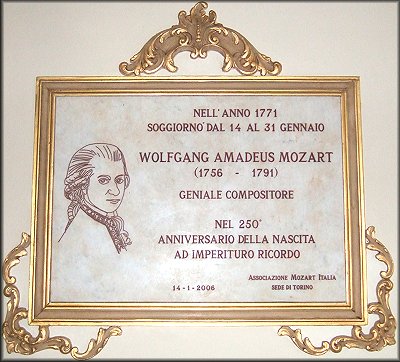 NELL'ANNO 1771
SOGGIORNO' DAL 14 AL 31 GENNAIO
WOLFGANG AMADEUS MOZART
(1756 - 1791)
GENIALE COMPOSITORE
NEL 250°
ANNIVERSARIO DELLA NASCITA
AD IMPERITURO RICORDO
ASSOCIAZIONE MOZART ITALIA
14-1-2006 SEDE DI TORINO